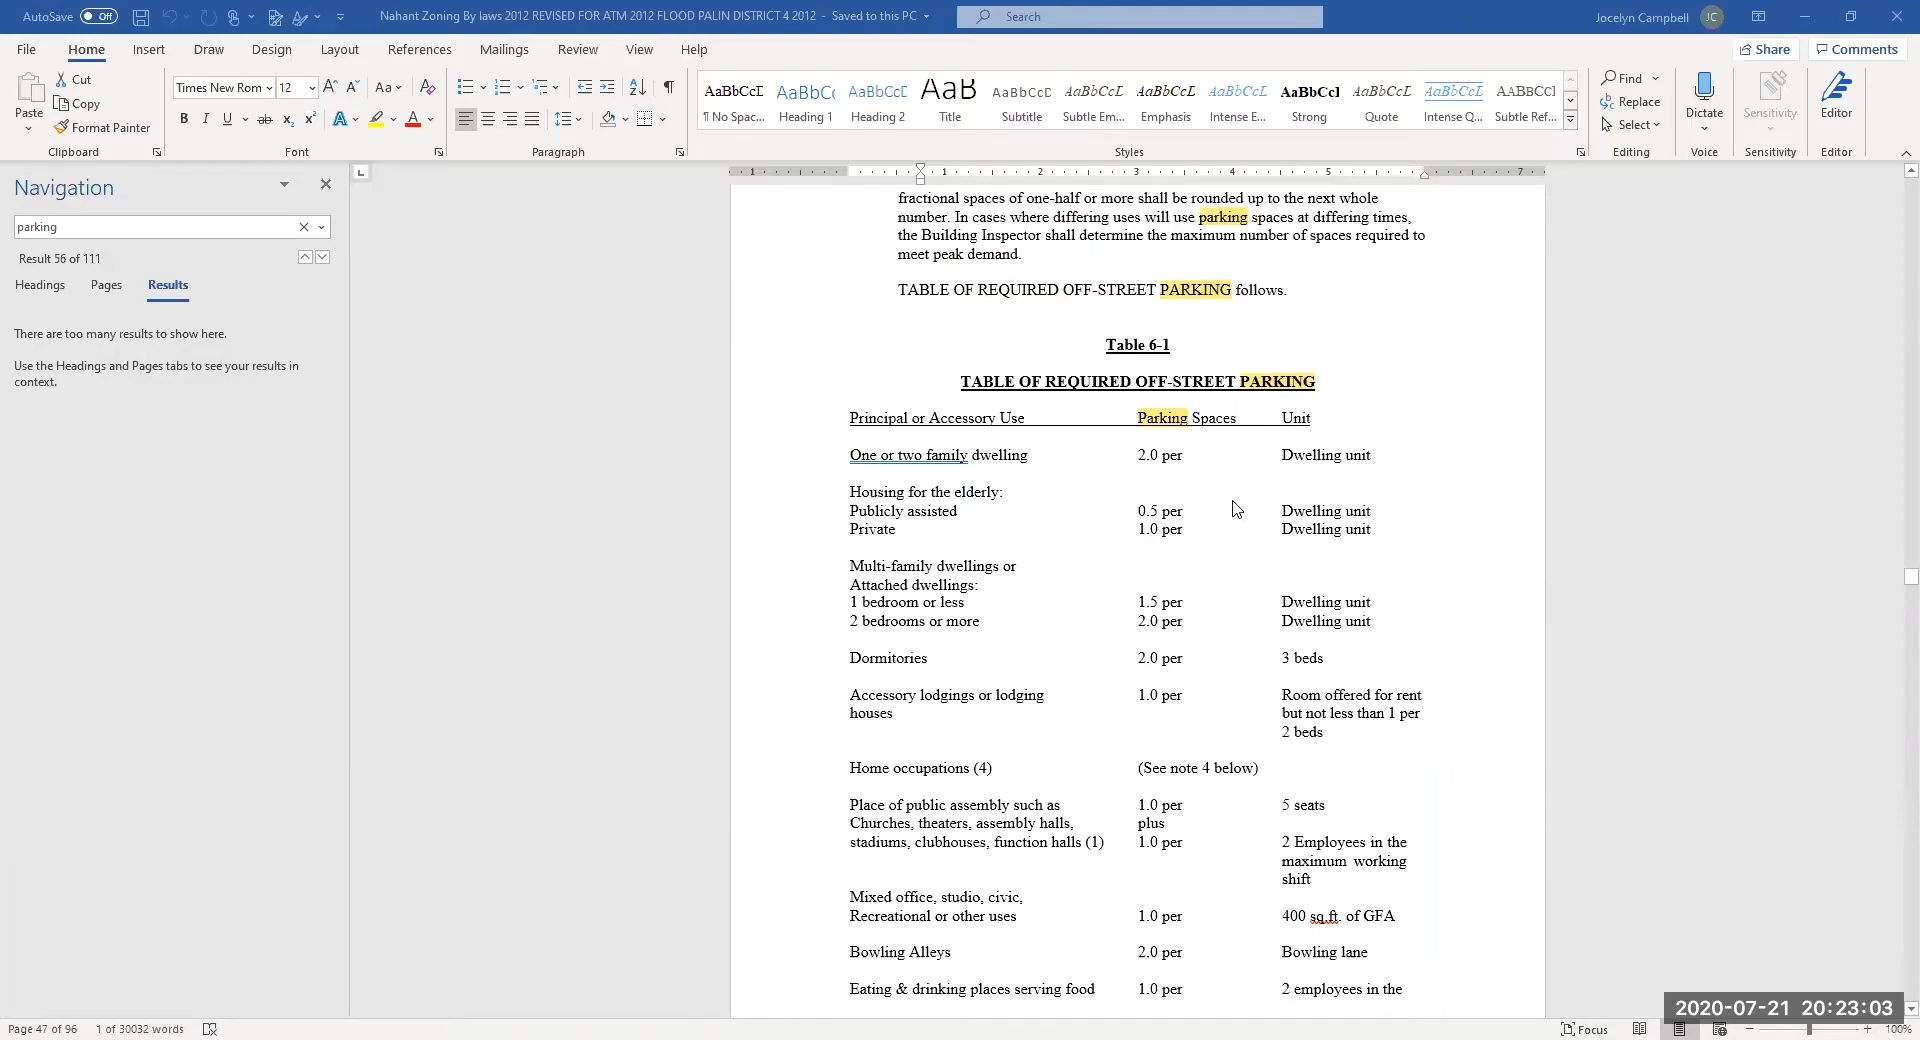 AutoSave Off
Nahant Zoning By laws 2012 REVISED FOR ATM 2012 FLOOD PALIN DISTRICT 4 2012 - Saved to this PC
Search
Jocelyn Campbell JC
File Home Insert Draw Design Layout References Mailings Review View Help
Share Comments
Paste
Cut
Copy
Format Painter
Clipboard
Times New Rom 12
Font
Paragraph
AaBbCcD AaBbCc AaBbCcD AaB AaBbCcD AaBbCcD AaBbCcD AaBbCcD AaBbCcD AaBbCcD AaBbCcD AABBCCD
¶ No Spac... Heading 1 Heading 2 Title Subtitle Subtle Em... Emphasis Intense E... Strong Quote Intense Q... Subtle Ref...
Styles
Find
Replace
Select
Editing
Dictate
Voice
Sensitivity
Sensitivity
Editor
Editor
Navigation
parking
Result 56 of 111
Headings Pages Results
There are too many results to show here.
Use the Headings and Pages tabs to see your results in
context.
1 1 2 3 4 5 7
fractional spaces of one-half or more shall be rounded up to the next whole
number. In cases where differing uses will use parking spaces at differing times,
the Building Inspector shall determine the maximum number of spaces required to
meet peak demand.
TABLE OF REQUIRED OFF-STREET PARKING follows.
Table 6-1
TABLE OF REQUIRED OFF-STREET PARKING
Principal or Accessory Use Parking Spaces Unit
One or two family dwelling 2.0 per Dwelling unit
Housing for the elderly:
Publicly assisted 0.5 per Dwelling unit
Private 1.0 per Dwelling unit
Multi-family dwellings or
Attached dwellings:
1 bedroom or less 1.5 per Dwelling unit
2 bedrooms or more 2.0 per Dwelling unit
Dormitories 2.0 per 3 beds
Accessory lodgings or lodging 1.0 per Room offered for rent
houses but not less than 1 per
2 beds
Home occupations (4) (See note 4 below)
Place of public assembly such as 1.0 per 5 seats
Churches, theaters, assembly halls, plus
stadiums, clubhouses, function halls (1) 1.0 per 2 Employees in the
maximum working
shift
Mixed office, studio, civic,
Recreational or other uses 1.0 per 400 sq.ft. of GFA
Bowling Alleys 2.0 per Bowling lane
Eating & drinking places serving food 1.0 per 2 employees in the
2020-07-21 20:23:03
Page 47 of 96 1 of 30032 words
Focus
100%